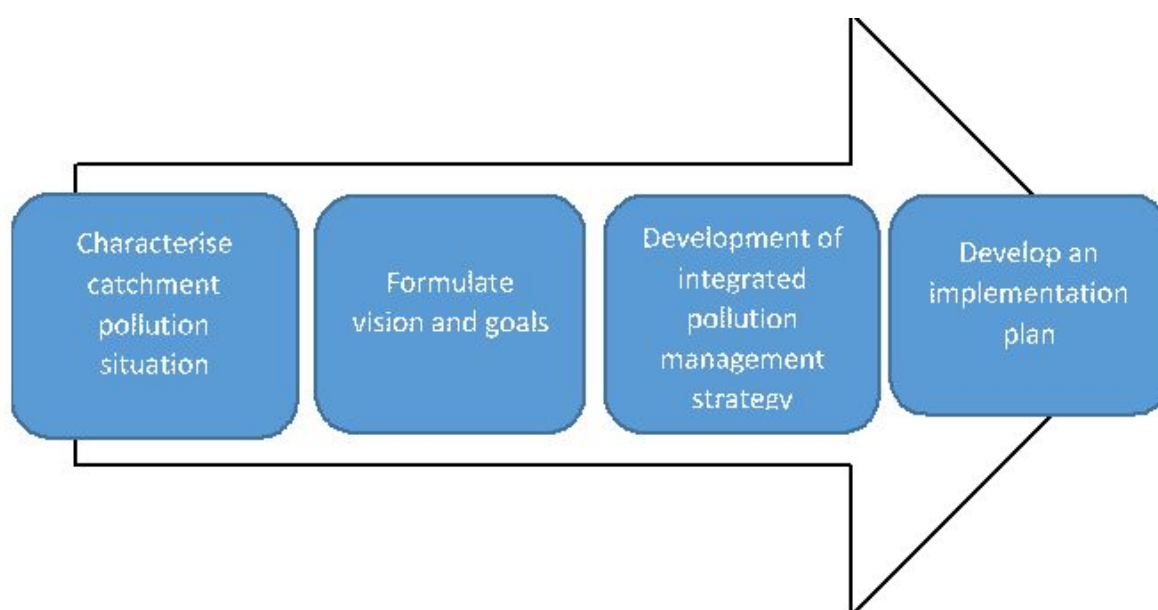 Characterise
catchment
pollution
situation
Formulate
vision and goals
Development of
integrated
pollution
management
strategy
Develop an
implementation
plan